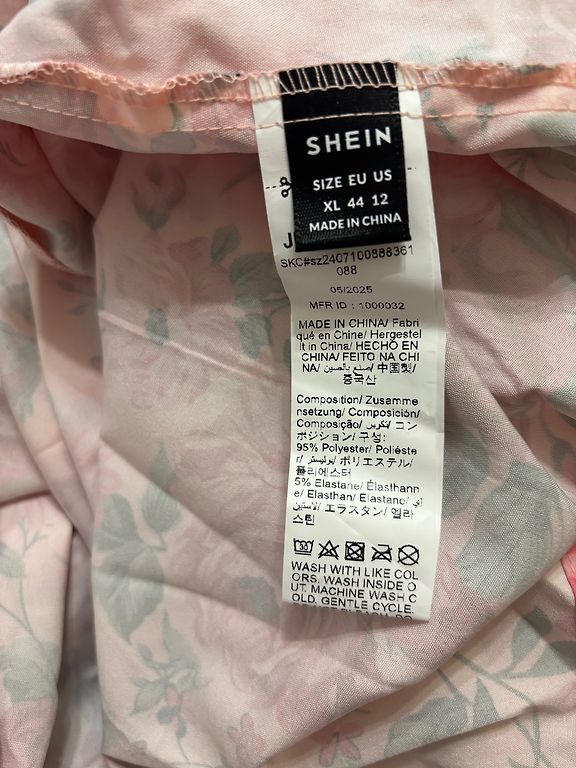 SHEIN
SIZE EU US
XL 44 12
MADE IN CHINA
SKC#sz2407100888361
088
05/2025
MFR ID : 1000032
MADE IN CHINA/ Fabri
qué en Chine/ Hergestel
lt in China/ HECHO EN
CHINA/ FEITO NA CHI
NA/ صنع بالصين/ 中国製/
중국산
Composition/ Zusamme
nsetzung/ Composición/
Composição/ تكوين/ コン
ポジション/ 구성:
95% Polyester/ Poliéste
r/ بوليستر/ ポリエステル/
폴리에스테
5% Elastane/ Élasthann
e/ Elasthan/ Elastano/
エラスタン/ 엘라
스틴
WASH WITH LIKE COL
ORS. WASH INSIDE O
UT. MACHINE WASH C
OLD. GENTLE CYCLE.